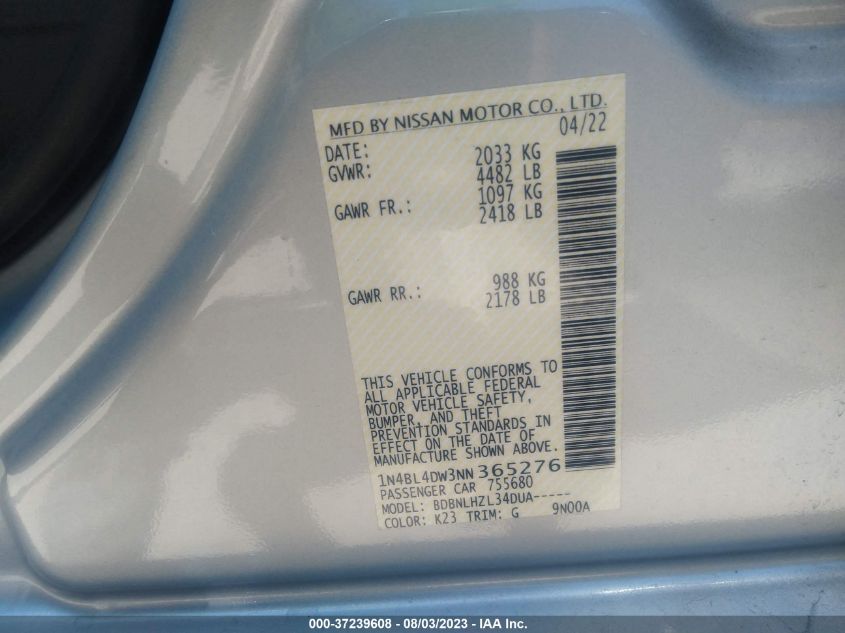 MFD BY NISSAN MOTOR CO., LTD.
DATE: 04/22
GVWR: 2033 KG
4482 LB
GAWR FR.: 1097 KG
2418 LB
GAWR RR.: 988 KG
2178 LB
THIS VEHICLE CONFORMS TO
ALL APPLICABLE FEDERAL
MOTOR VEHICLE SAFETY,
BUMPER, AND THEFT
PREVENTION STANDARDS IN
EFFECT ON THE DATE OF
MANUFACTURE SHOWN ABOVE.
1N4BL4DW3NN365276
PASSENGER CAR 755680
MODEL: BDBNLHZL34DUA-----
COLOR: K23 TRIM: G 9N00A
000-37239608 - 08/03/2023 - IAA Inc.